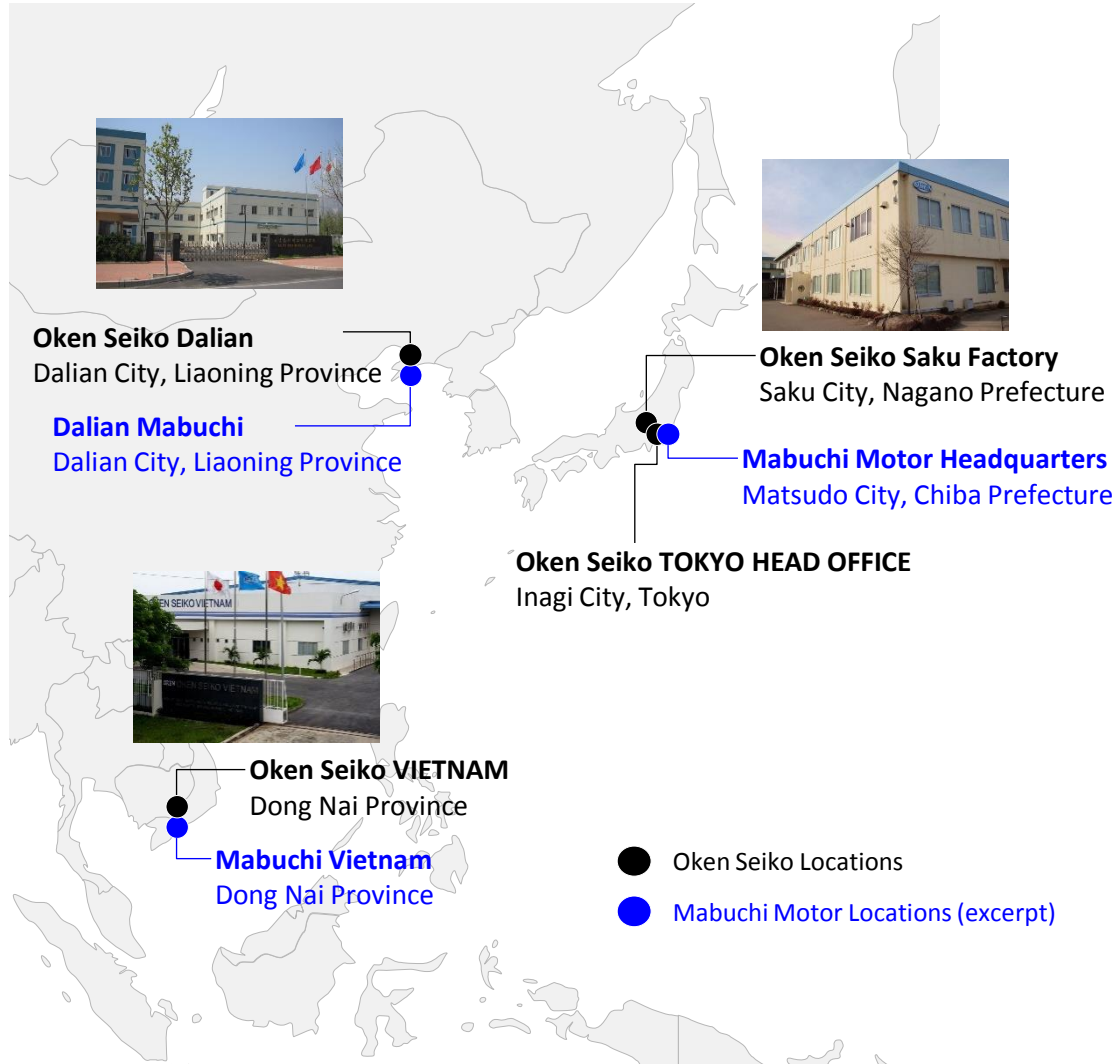 Oken Seiko Dalian
Dalian City, Liaoning Province
Dalian Mabuchi
Dalian City, Liaoning Province
Oken Seiko Saku Factory
Saku City, Nagano Prefecture
Mabuchi Motor Headquarters
Matsudo City, Chiba Prefecture
Oken Seiko TOKYO HEAD OFFICE
Inagi City, Tokyo
OKEN SEIKO VIETNAM
OKEN SEIKO VIETNAM
Oken Seiko VIETNAM
Dong Nai Province
Mabuchi Vietnam
Dong Nai Province
Oken Seiko Locations
Mabuchi Motor Locations (excerpt)